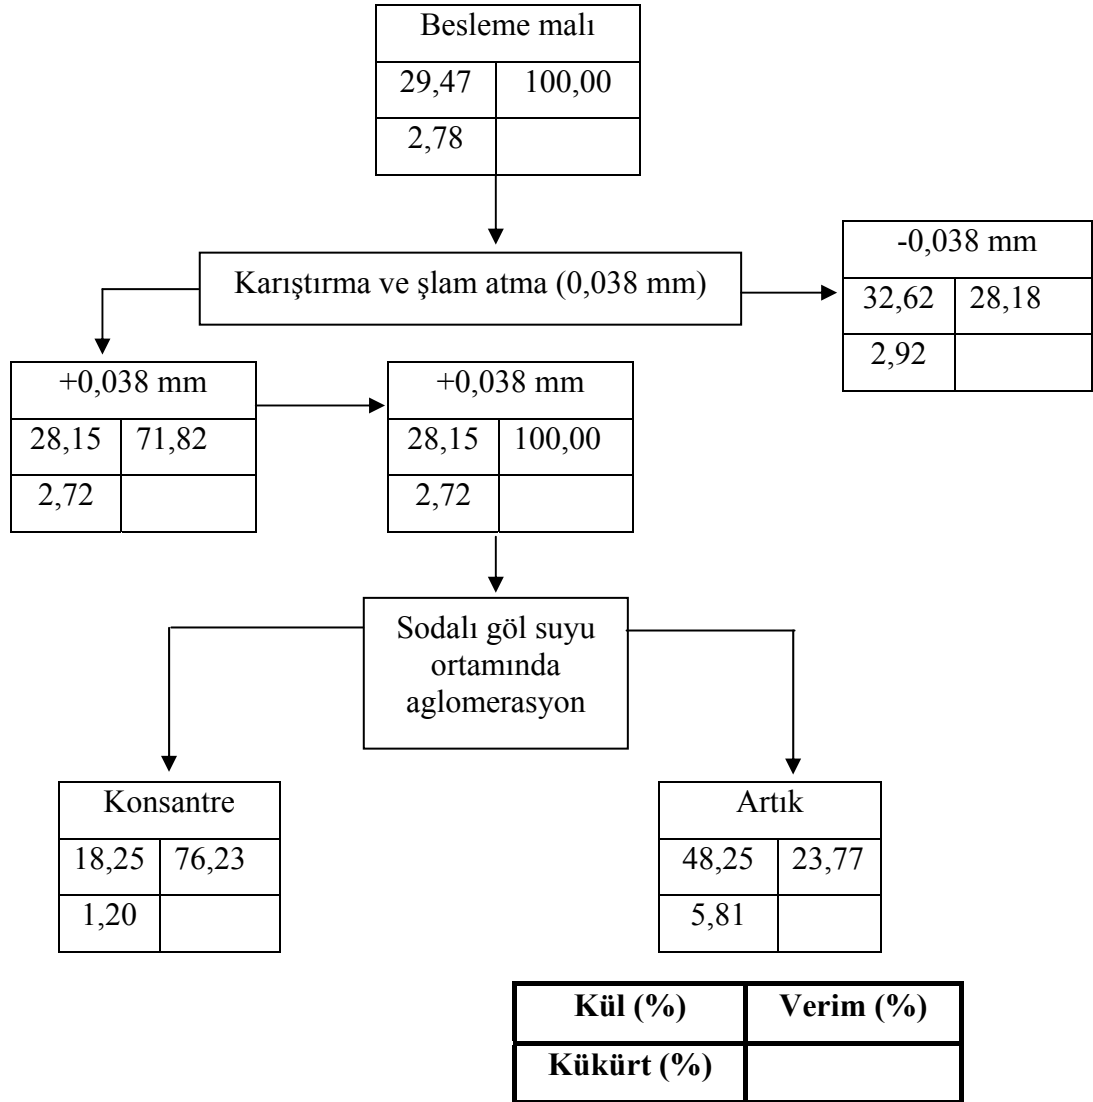 Besleme malı
29,47 100,00
2,78
Karıştırma ve şlam atma (0,038 mm)
-0,038 mm
32,62 28,18
2,92
+0,038 mm
28,15 71,82
2,72
+0,038 mm
28,15 100,00
2,72
Sodalı göl suyu
ortamında
aglomerasyon
Konsantre
18,25 76,23
1,20
Artık
48,25 23,77
5,81
Kül (%) Verim (%)
Kükürt (%)